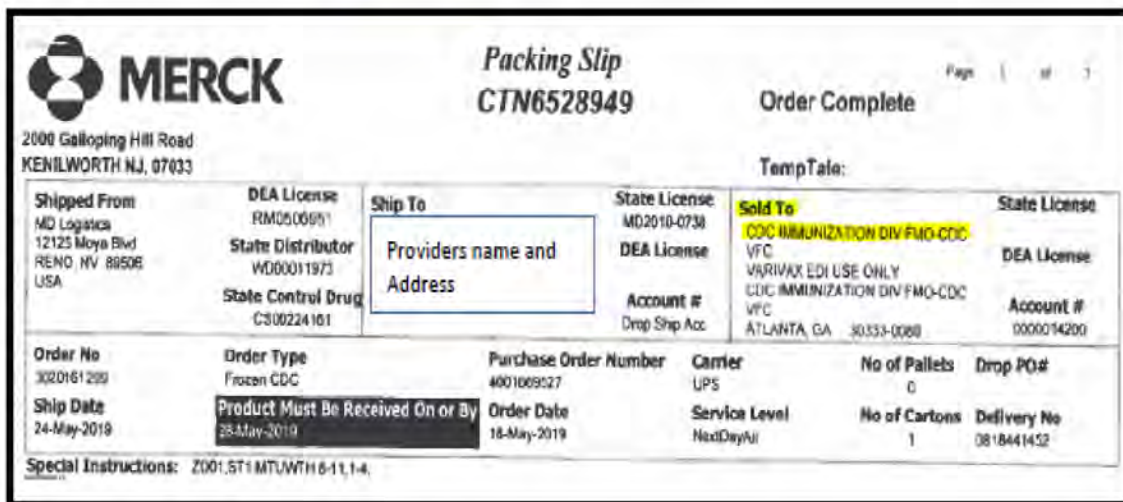 MERCK
Packing Slip
CTN6528949
Page 1 of 1
Order Complete
2000 Galloping Hill Road
KENILWORTH NJ, 07033
TempTale:
Shipped From
MD Logistics
12125 Moya Blvd
RENO NV 89506
USA
DEA License
State Distributor
WD00011973
State Control Drug
CS00224161
Ship To
Providers name and
Address
State License
MD2010-0738
DEA License
Account #
Drop Ship Acc
Sold To
CDC IMMUNIZATION DIV FMO-CDC
VFC
VARIVAX EDI USE ONLY
CDC IMMUNIZATION DIV FMO-CDC
VFC
ATLANTA, GA 30333-0080
State License
DEA License
Account #
0000014200
Order No
3020161209
Order Type
Frozen CDC
Purchase Order Number
4001009527
Carrier
UPS
No of Pallets
0
Drop PO#
Ship Date
24-May-2019
Product Must Be Received On or By
28-May-2019
Order Date
18-May-2019
Service Level
NextDayAir
No of Cartons
1
Delivery No
0818441452
Special Instructions: Z001,ST1 MTUWTH 8-11,1-4,